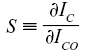 S ≡ ∂I_C / ∂I_CO